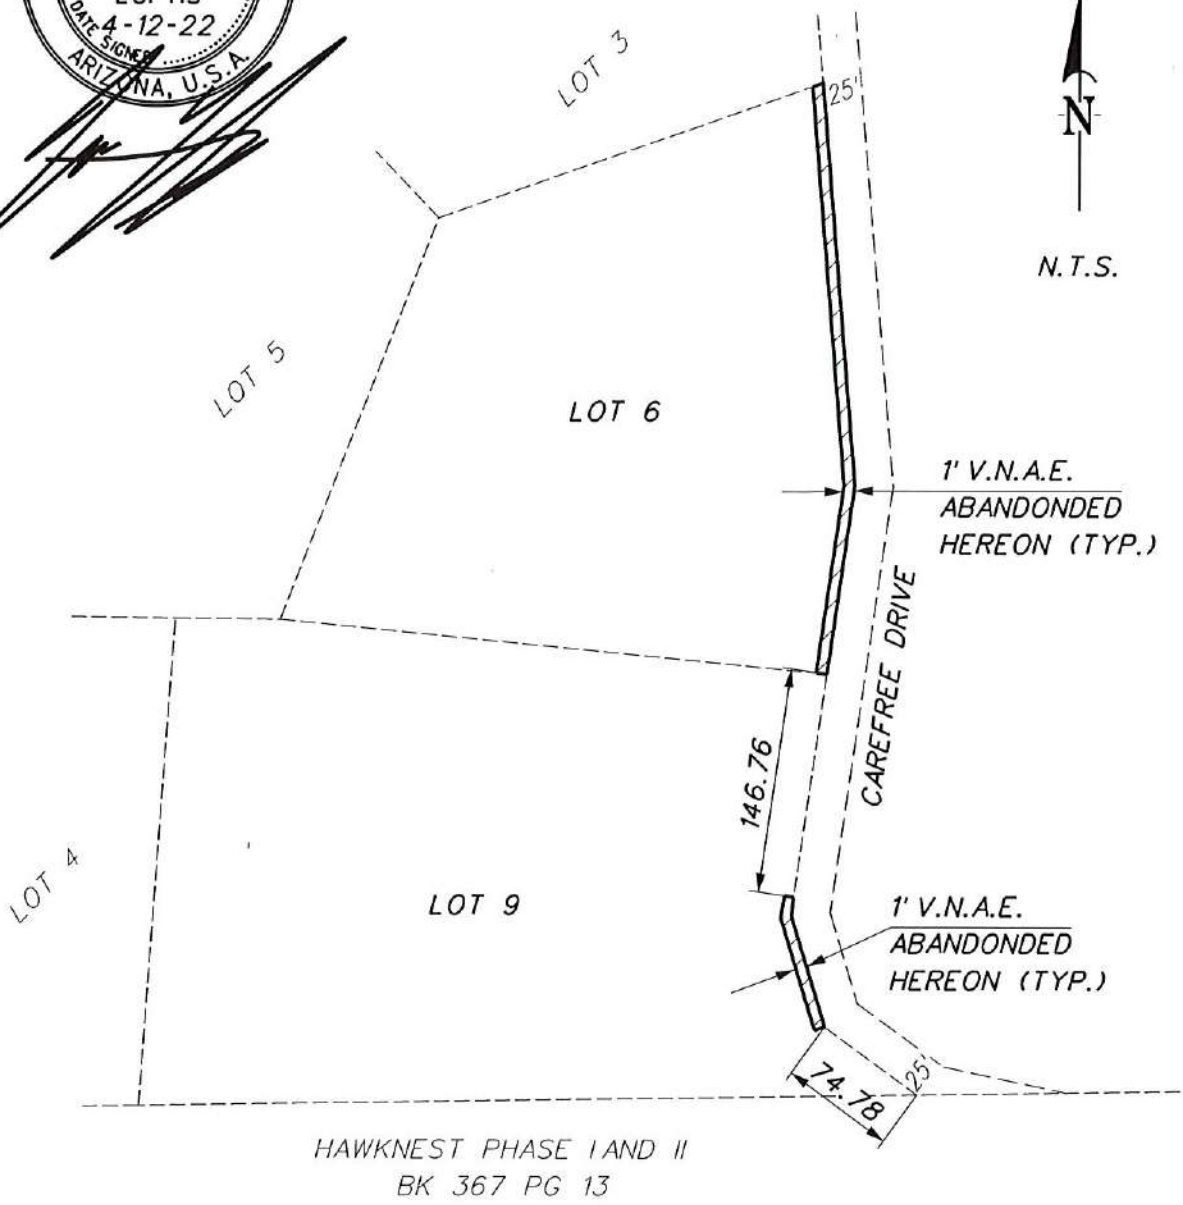 4-12-22
DATE SIGNED
ARIZONA, U.S.A.
LOT 3
25'
N
N.T.S.
LOT 5
LOT 6
1' V.N.A.E.
ABANDONDED
HEREON (TYP.)
CAREFREE DRIVE
146.76
LOT 4
LOT 9
1' V.N.A.E.
ABANDONDED
HEREON (TYP.)
25'
74.78
HAWKNEST PHASE I AND II
BK 367 PG 13